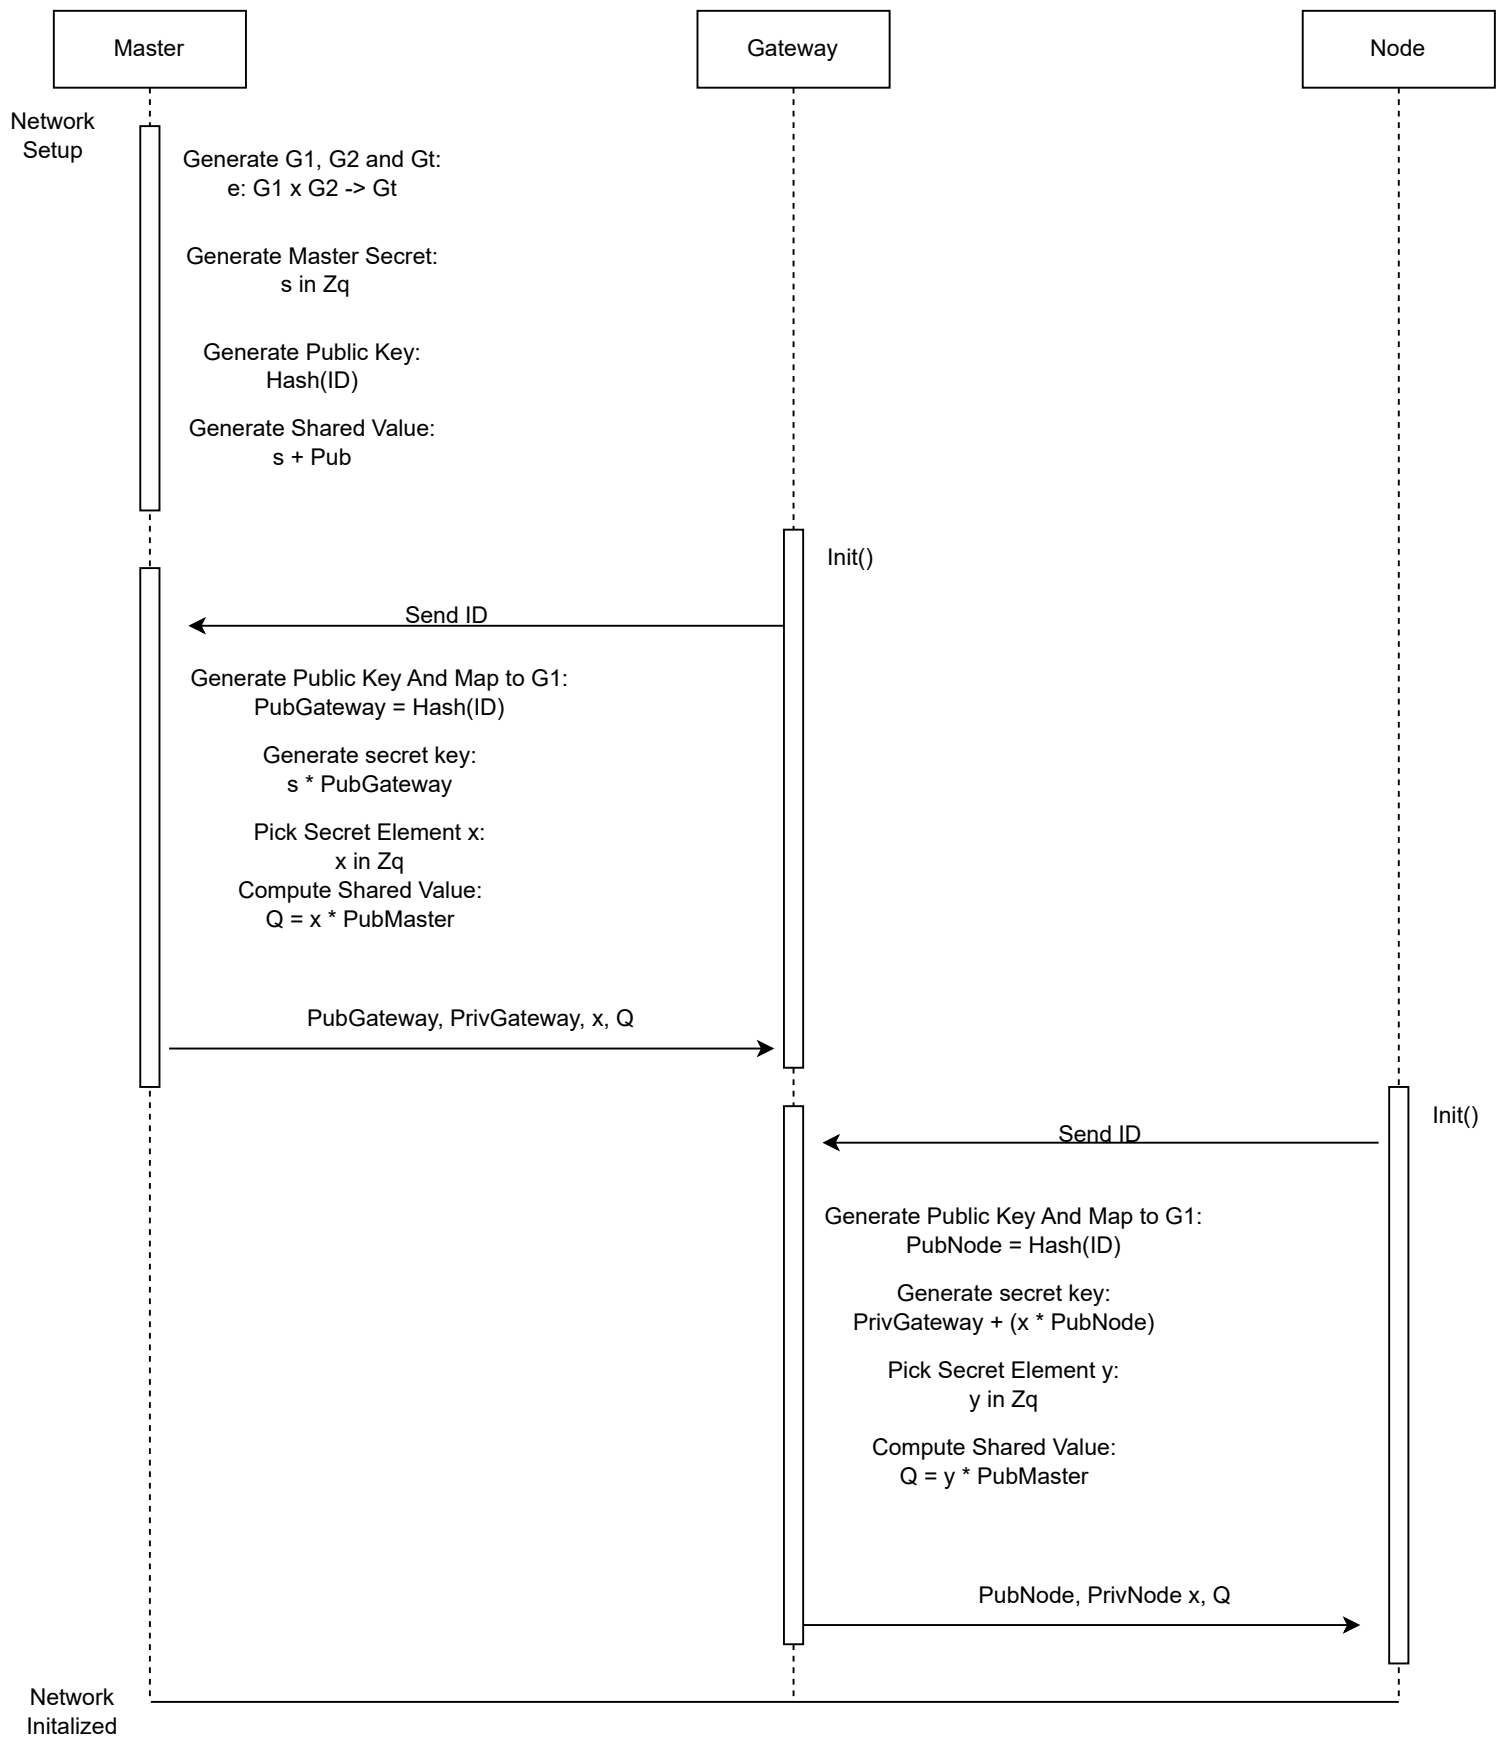 Master
Gateway
Node
Network
Setup
Generate G1, G2 and Gt:
e: G1 x G2 -> Gt
Generate Master Secret:
s in Zq
Generate Public Key:
Hash(ID)
Generate Shared Value:
s + Pub
Init()
Send ID
Generate Public Key And Map to G1:
PubGateway = Hash(ID)
Generate secret key:
s * PubGateway
Pick Secret Element x:
x in Zq
Compute Shared Value:
Q = x * PubMaster
PubGateway, PrivGateway, x, Q
Init()
Send ID
Generate Public Key And Map to G1:
PubNode = Hash(ID)
Generate secret key:
PrivGateway + (x * PubNode)
Pick Secret Element y:
y in Zq
Compute Shared Value:
Q = y * PubMaster
PubNode, PrivNode x, Q
Network
Initalized